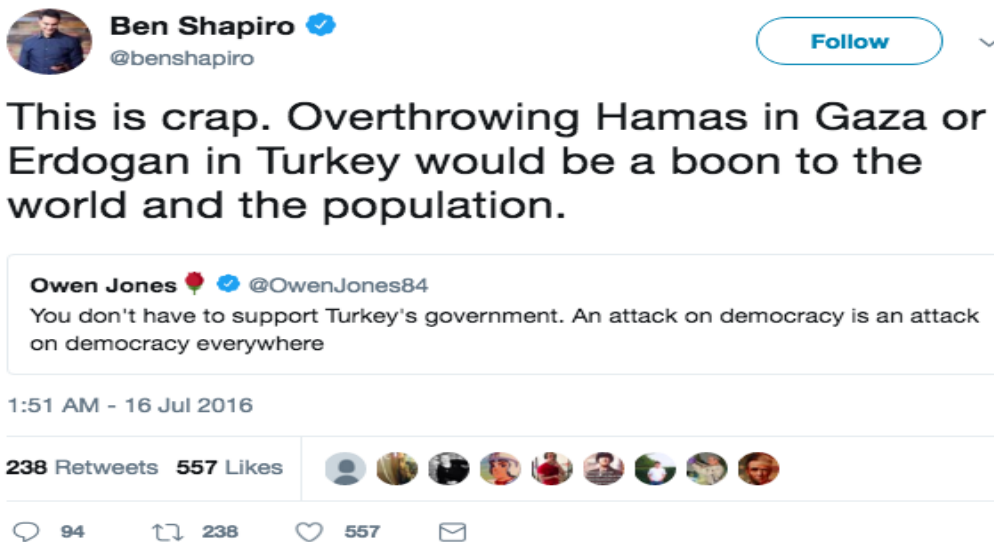 Ben Shapiro
@benshapiro
Follow
This is crap. Overthrowing Hamas in Gaza or
Erdogan in Turkey would be a boon to the
world and the population.
Owen Jones🌹 @OwenJones84
You don't have to support Turkey's government. An attack on democracy is an attack
on democracy everywhere
1:51 AM - 16 Jul 2016
238 Retweets 557 Likes
94 238 557